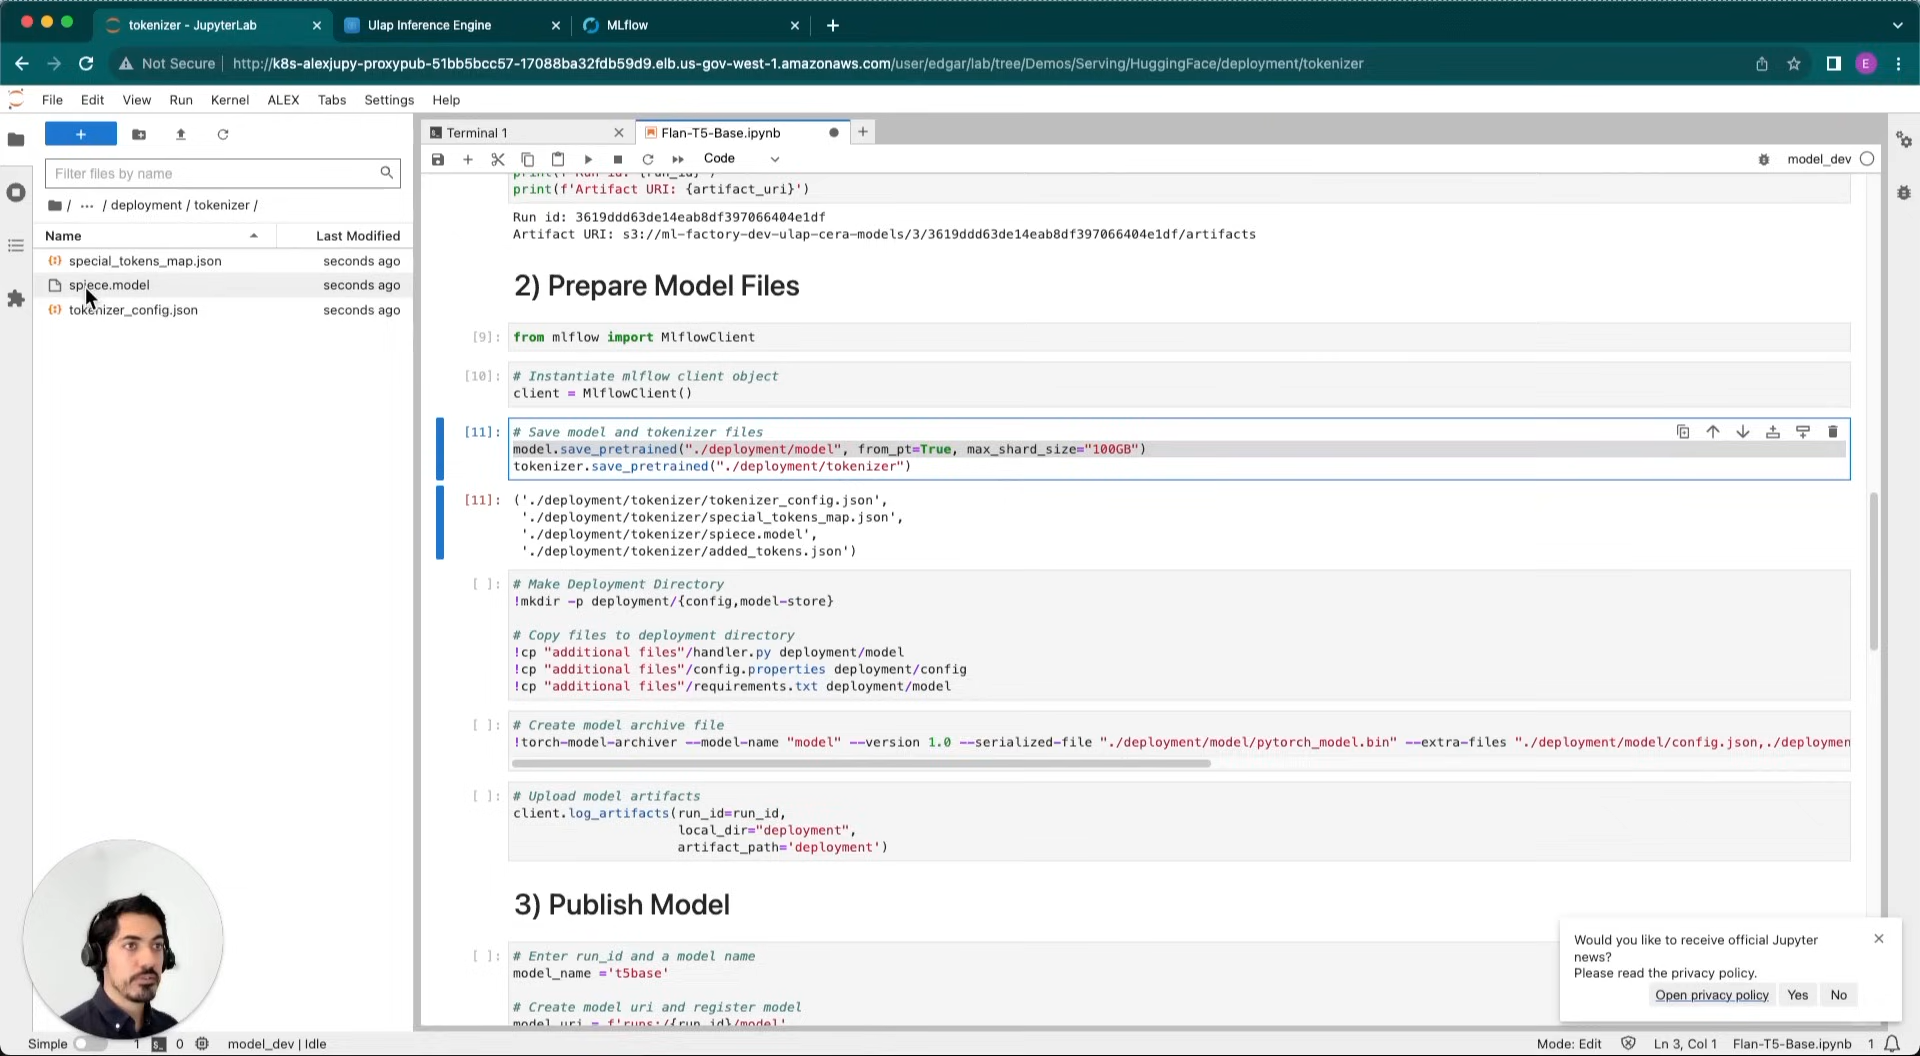 tokenizer - JupyterLab
Ulap Inference Engine
MLflow
Not Secure
http://k8s-alexjupy-proxypub-51bb5bcc57-17088ba32fdb59d9.elb.us-gov-west-1.amazonaws.com/user/edgar/lab/tree/Demos/Serving/HuggingFace/deployment/tokenizer
E
File Edit View Run Kernel ALEX Tabs Settings Help
Terminal 1
Flan-T5-Base.ipynb
Code
model_dev
Filter files by name
/ ··· / deployment / tokenizer /
Name Last Modified
special_tokens_map.json seconds ago
spiece.model seconds ago
tokenizer_config.json seconds ago
print(f'Run id: {run_id}')
print(f'Artifact URI: {artifact_uri}')
Run id: 3619ddd63de14eab8df397066404e1df
Artifact URI: s3://ml-factory-dev-ulap-cera-models/3/3619ddd63de14eab8df397066404e1df/artifacts
2) Prepare Model Files
[9]: from mlflow import MlflowClient
[10]: # Instantiate mlflow client object
client = MlflowClient()
[11]: # Save model and tokenizer files
model.save_pretrained("./deployment/model", from_pt=True, max_shard_size="100GB")
tokenizer.save_pretrained("./deployment/tokenizer")
[11]: ('./deployment/tokenizer/tokenizer_config.json',
'./deployment/tokenizer/special_tokens_map.json',
'./deployment/tokenizer/spiece.model',
'./deployment/tokenizer/added_tokens.json')
[ ]: # Make Deployment Directory
!mkdir -p deployment/{config,model-store}
# Copy files to deployment directory
!cp "additional files"/handler.py deployment/model
!cp "additional files"/config.properties deployment/config
!cp "additional files"/requirements.txt deployment/model
[ ]: # Create model archive file
!torch-model-archiver --model-name "model" --version 1.0 --serialized-file "./deployment/model/pytorch_model.bin" --extra-files "./deployment/model/config.json,./deploymen
[ ]: # Upload model artifacts
client.log_artifacts(run_id=run_id,
local_dir="deployment",
artifact_path='deployment')
3) Publish Model
[ ]: # Enter run_id and a model name
model_name ='t5base'
# Create model uri and register model
model_uri = f'runs:/{run_id}/model'
Would you like to receive official Jupyter
news?
Please read the privacy policy.
Open privacy policy Yes No
Simple 1 0 model_dev | Idle
Mode: Edit Ln 3, Col 1 Flan-T5-Base.ipynb 1